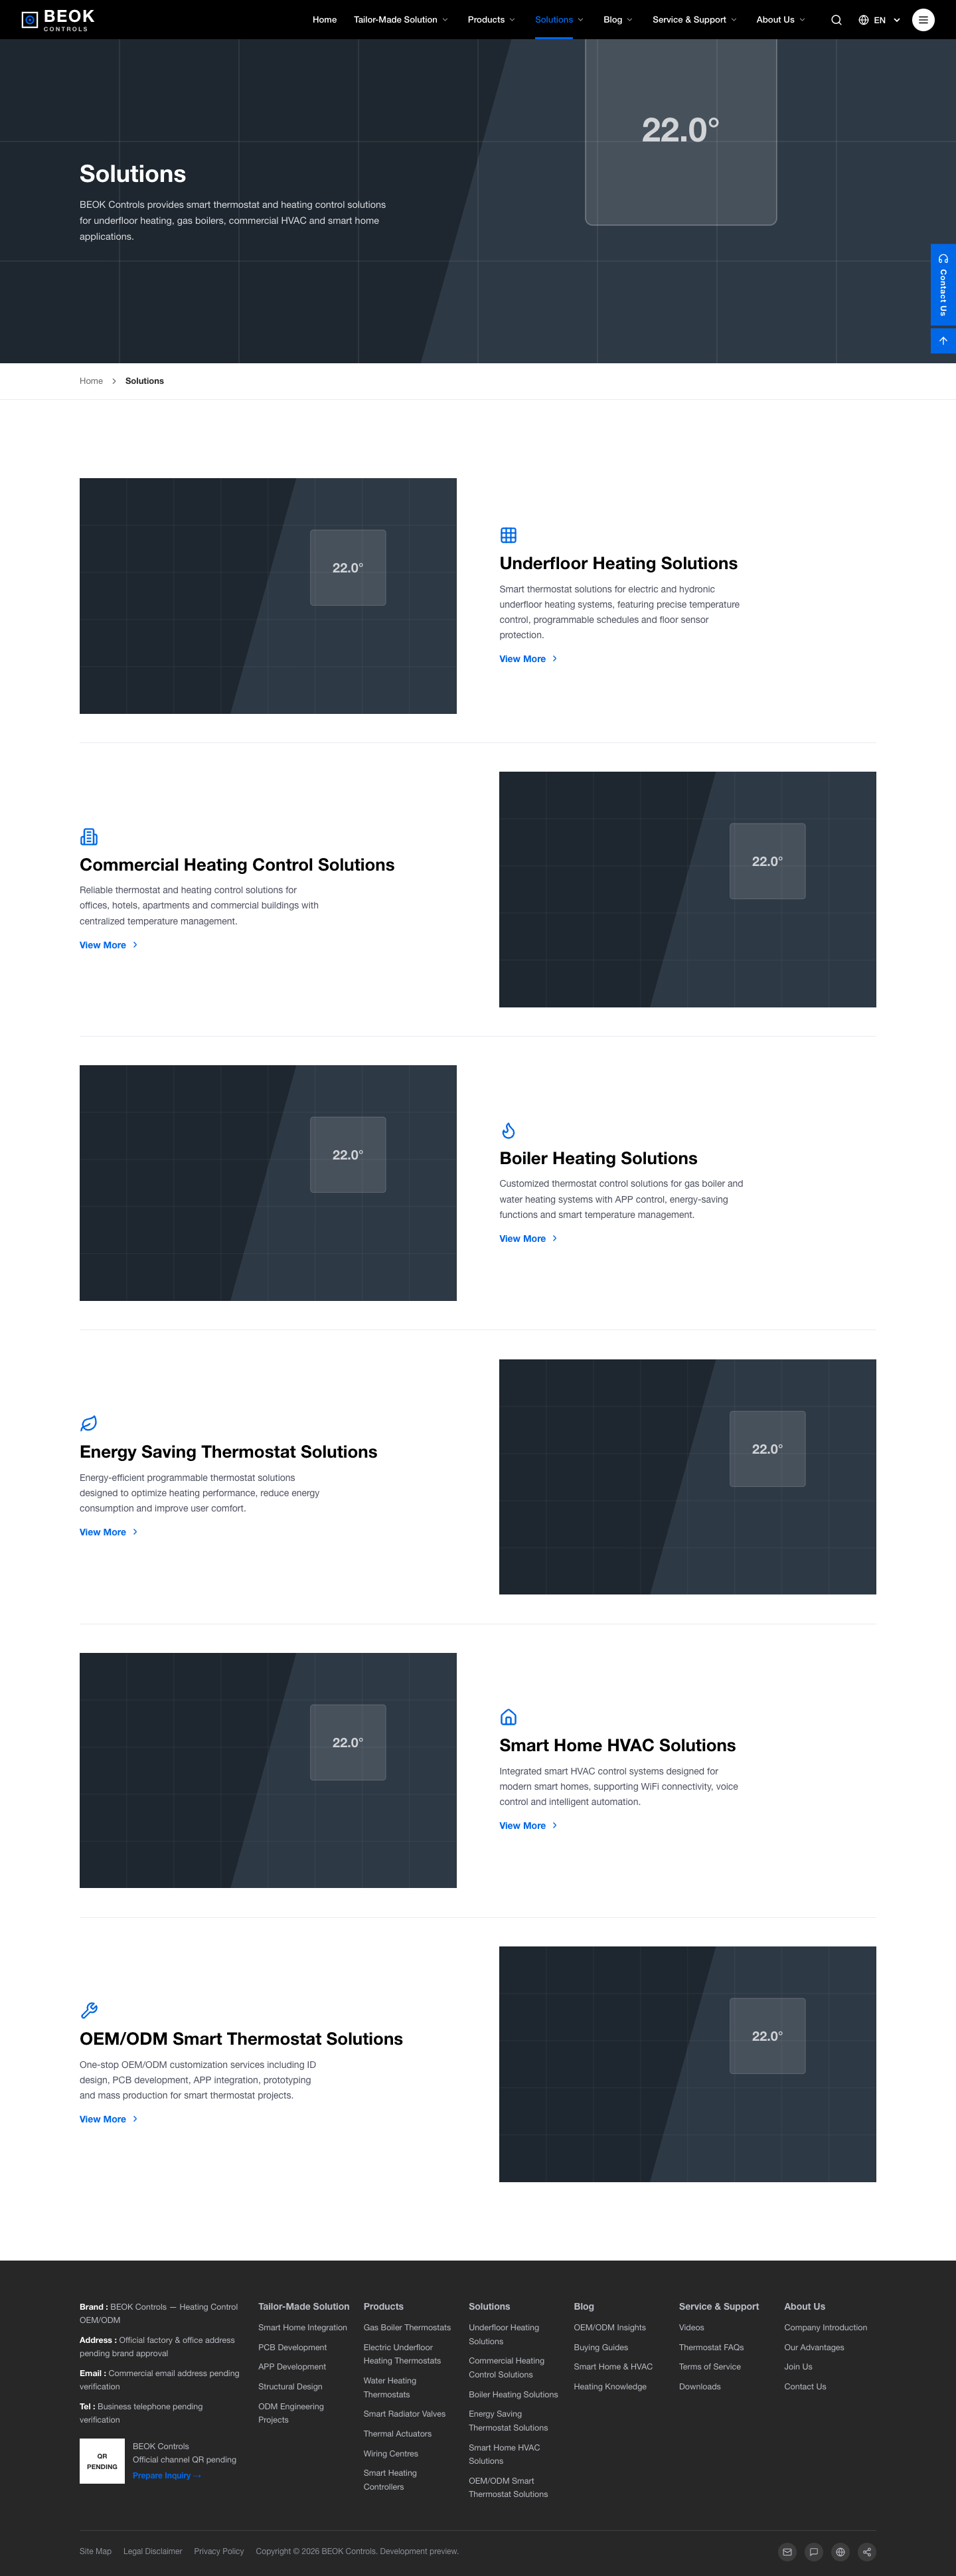 BEOK
CONTROLS
Home
Tailor-Made Solution
Products
Solutions
Blog
Service & Support
About Us
EN
22.0°
Solutions
BEOK Controls provides smart thermostat and heating control solutions
for underfloor heating, gas boilers, commercial HVAC and smart home
applications.
Contact Us
Home
Solutions
22.0°
Underfloor Heating Solutions
Smart thermostat solutions for electric and hydronic
underfloor heating systems, featuring precise temperature
control, programmable schedules and floor sensor
protection.
View More
Commercial Heating Control Solutions
Reliable thermostat and heating control solutions for
offices, hotels, apartments and commercial buildings with
centralized temperature management.
View More
22.0°
22.0°
Boiler Heating Solutions
Customized thermostat control solutions for gas boiler and
water heating systems with APP control, energy-saving
functions and smart temperature management.
View More
Energy Saving Thermostat Solutions
Energy-efficient programmable thermostat solutions
designed to optimize heating performance, reduce energy
consumption and improve user comfort.
View More
22.0°
22.0°
Smart Home HVAC Solutions
Integrated smart HVAC control systems designed for
modern smart homes, supporting WiFi connectivity, voice
control and intelligent automation.
View More
OEM/ODM Smart Thermostat Solutions
One-stop OEM/ODM customization services including ID
design, PCB development, APP integration, prototyping
and mass production for smart thermostat projects.
View More
22.0°
Brand : BEOK Controls — Heating Control
OEM/ODM
Address : Official factory & office address
pending brand approval
Email : Commercial email address pending
verification
Tel : Business telephone pending
verification
QR
PENDING
BEOK Controls
Official channel QR pending
Prepare Inquiry →
Tailor-Made Solution
Smart Home Integration
PCB Development
APP Development
Structural Design
ODM Engineering
Projects
Products
Gas Boiler Thermostats
Electric Underfloor
Heating Thermostats
Water Heating
Thermostats
Smart Radiator Valves
Thermal Actuators
Wiring Centres
Smart Heating
Controllers
Solutions
Underfloor Heating
Solutions
Commercial Heating
Control Solutions
Boiler Heating Solutions
Energy Saving
Thermostat Solutions
Smart Home HVAC
Solutions
OEM/ODM Smart
Thermostat Solutions
Blog
OEM/ODM Insights
Buying Guides
Smart Home & HVAC
Heating Knowledge
Service & Support
Videos
Thermostat FAQs
Terms of Service
Downloads
About Us
Company Introduction
Our Advantages
Join Us
Contact Us
Site Map
Legal Disclaimer
Privacy Policy
Copyright © 2026 BEOK Controls. Development preview.